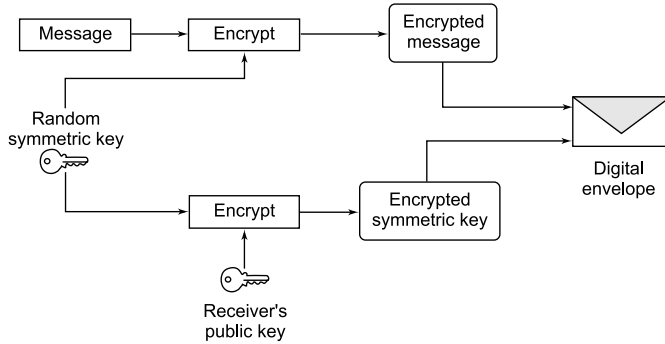 Message
Encrypt
Encrypted
message
Random
symmetric key
Digital
envelope
Encrypt
Encrypted
symmetric key
Receiver's
public key